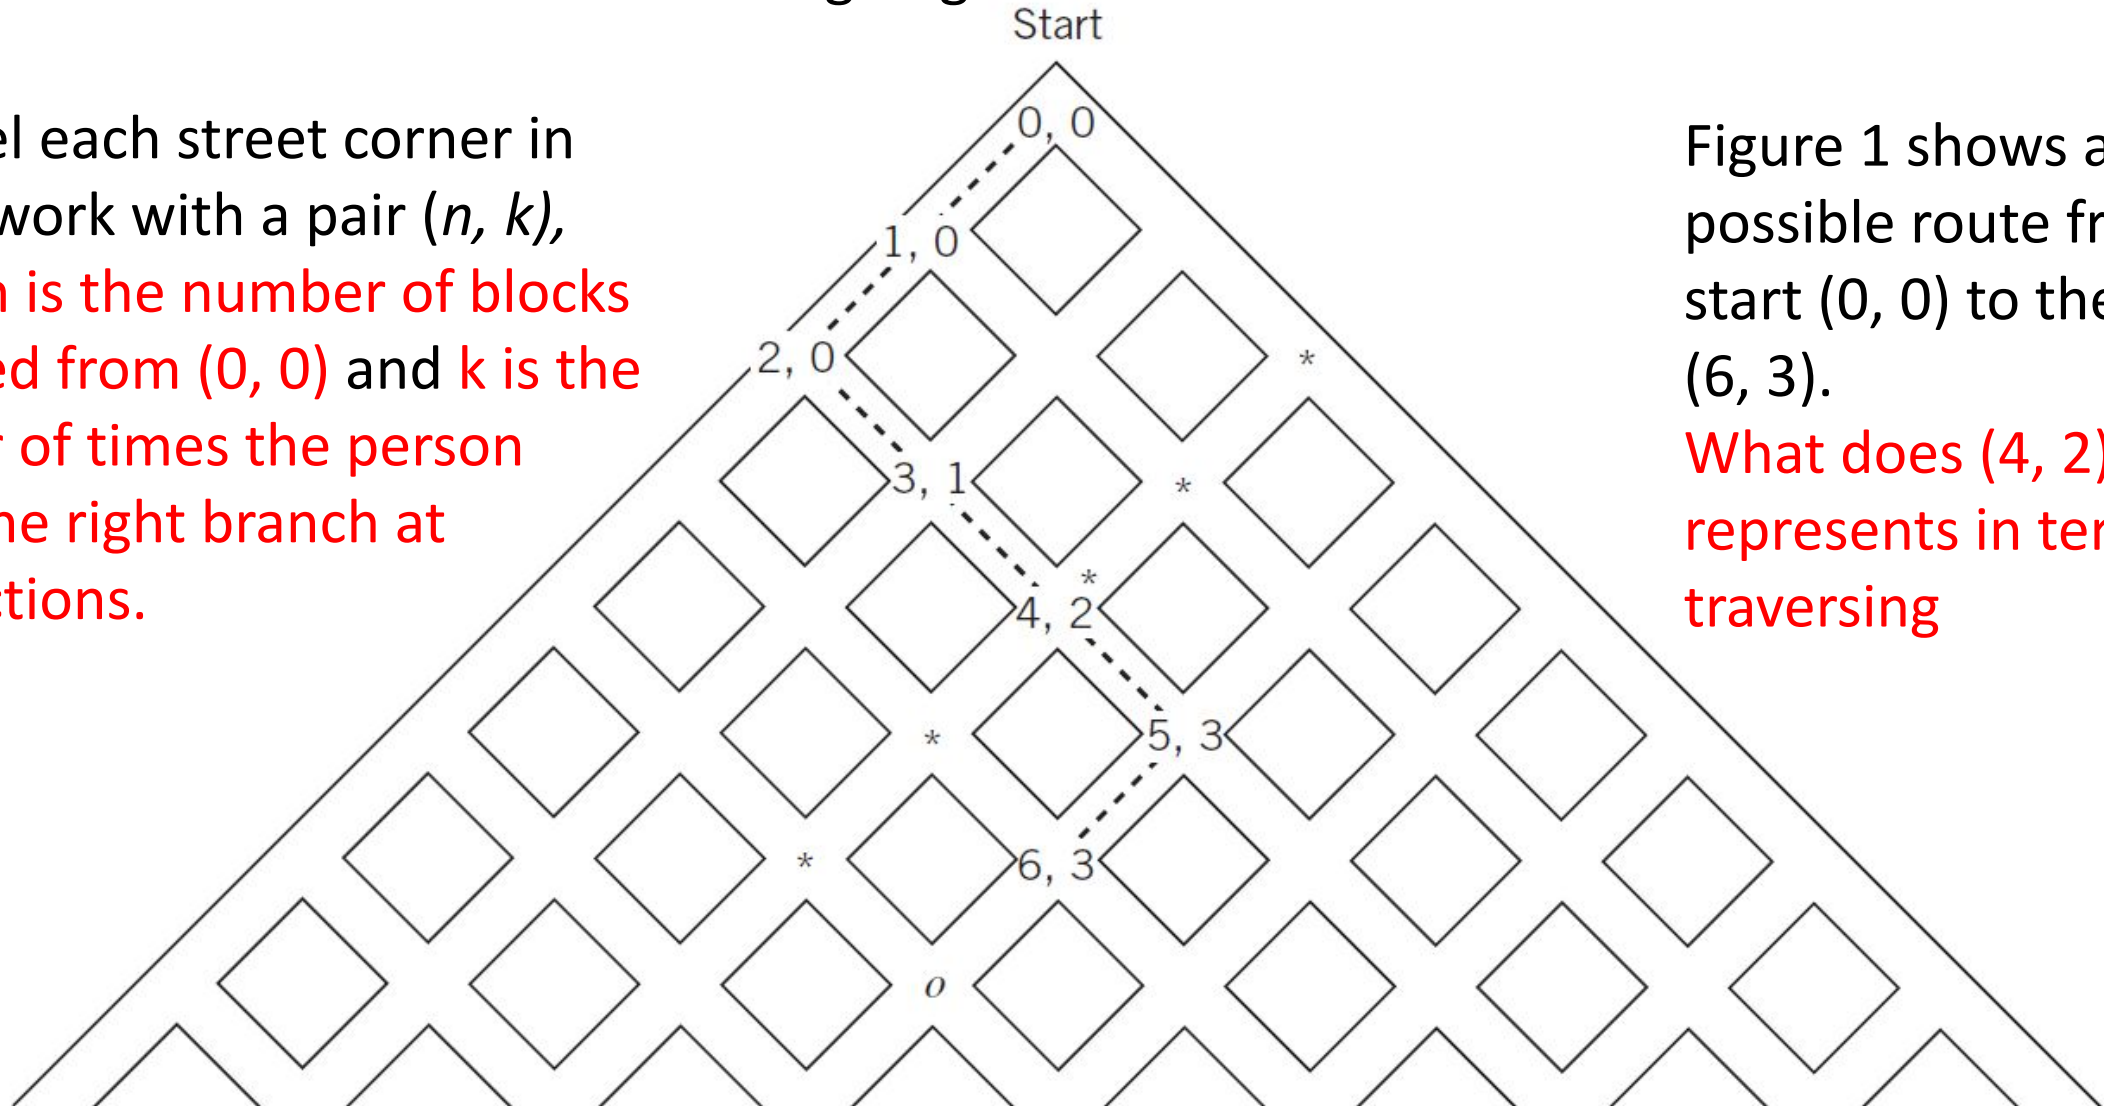 Start
el each street corner in
work with a pair (n, k),
n is the number of blocks
ed from (0, 0) and k is the
r of times the person
he right branch at
ctions.
0, 0
1, 0
2, 0
*
3, 1
*
*
4, 2
*
5, 3
*
6, 3
o
Figure 1 shows a
possible route fr
start (0, 0) to the
(6, 3).
What does (4, 2)
represents in ter
traversing